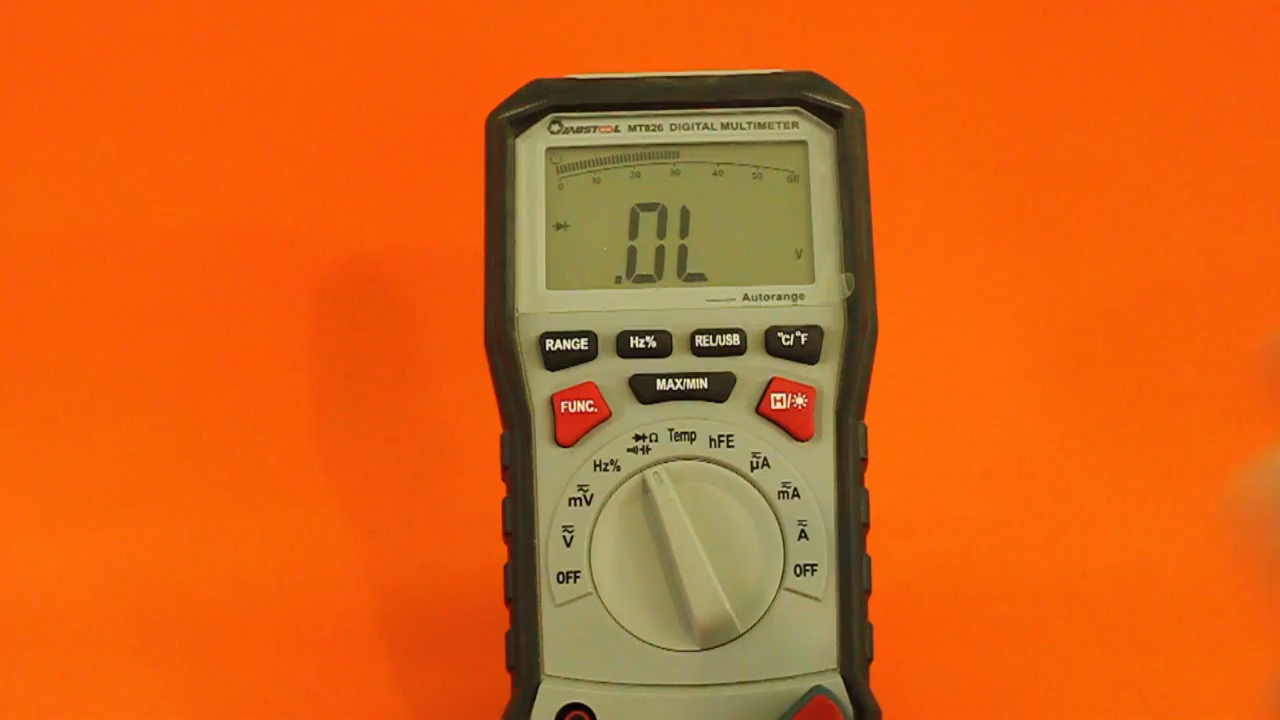 MASTOOL MT826 DIGITAL MULTIMETER
0 10 20 30 40 50 60
.0L
V
Autorange
RANGE Hz% REL/USB °C/°F
FUNC. MAX/MIN H/
Ω Temp hFE
Hz% µA
mV mA
V A
OFF OFF